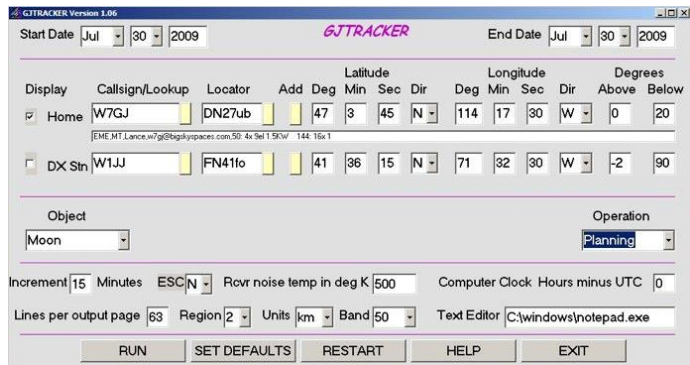 GJTRACKER Version 1.06
Start Date Jul 30 2009 GJTRACKER End Date Jul 30 2009
Latitude Longitude Degrees
Display Callsign/Lookup Locator Add Deg Min Sec Dir Deg Min Sec Dir Above Below
Home W7GJ DN27ub 47 3 45 N 114 17 30 W 0 20
EME,MT,Lance,w7gj@bigskyspaces.com,50: 4x 9el 1.5KW 144: 16x 1
DX Stn W1JJ FN41fo 41 36 15 N 71 32 30 W -2 90
Object Operation
Moon Planning
Increment 15 Minutes ESC N Rcvr noise temp in deg K 500 Computer Clock Hours minus UTC 0
Lines per output page 63 Region 2 Units km Band 50 Text Editor C:\windows\notepad.exe
RUN SET DEFAULTS RESTART HELP EXIT